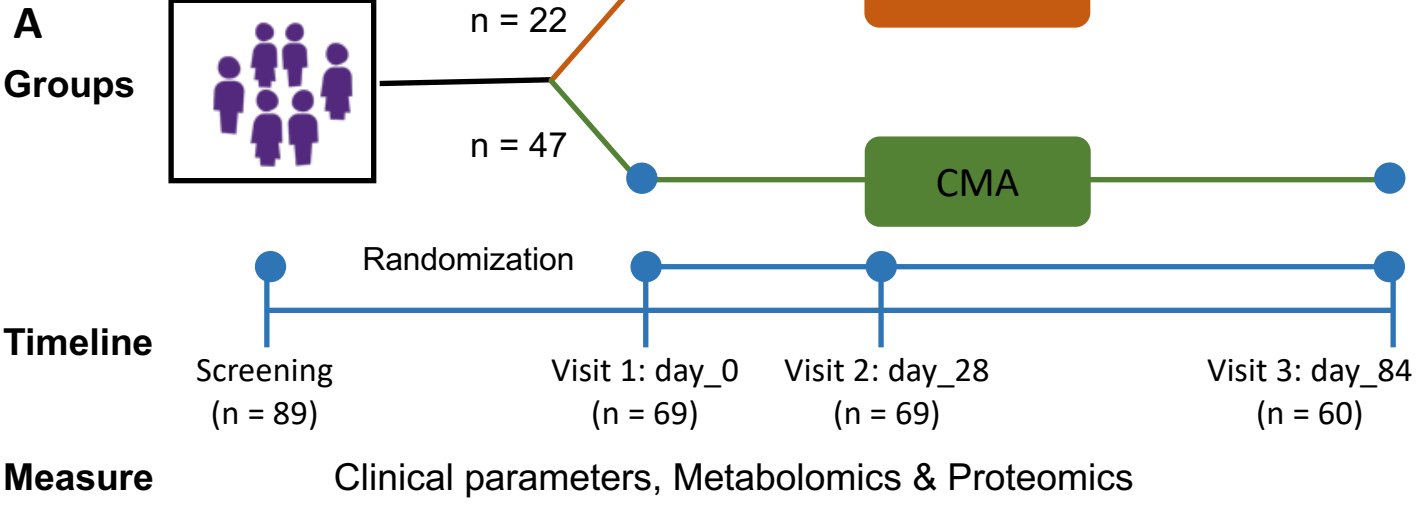 A
n = 22
Groups
n = 47
CMA
Randomization
Timeline
Screening
(n = 89)
Visit 1: day_0
(n = 69)
Visit 2: day_28
(n = 69)
Visit 3: day_84
(n = 60)
Measure
Clinical parameters, Metabolomics & Proteomics